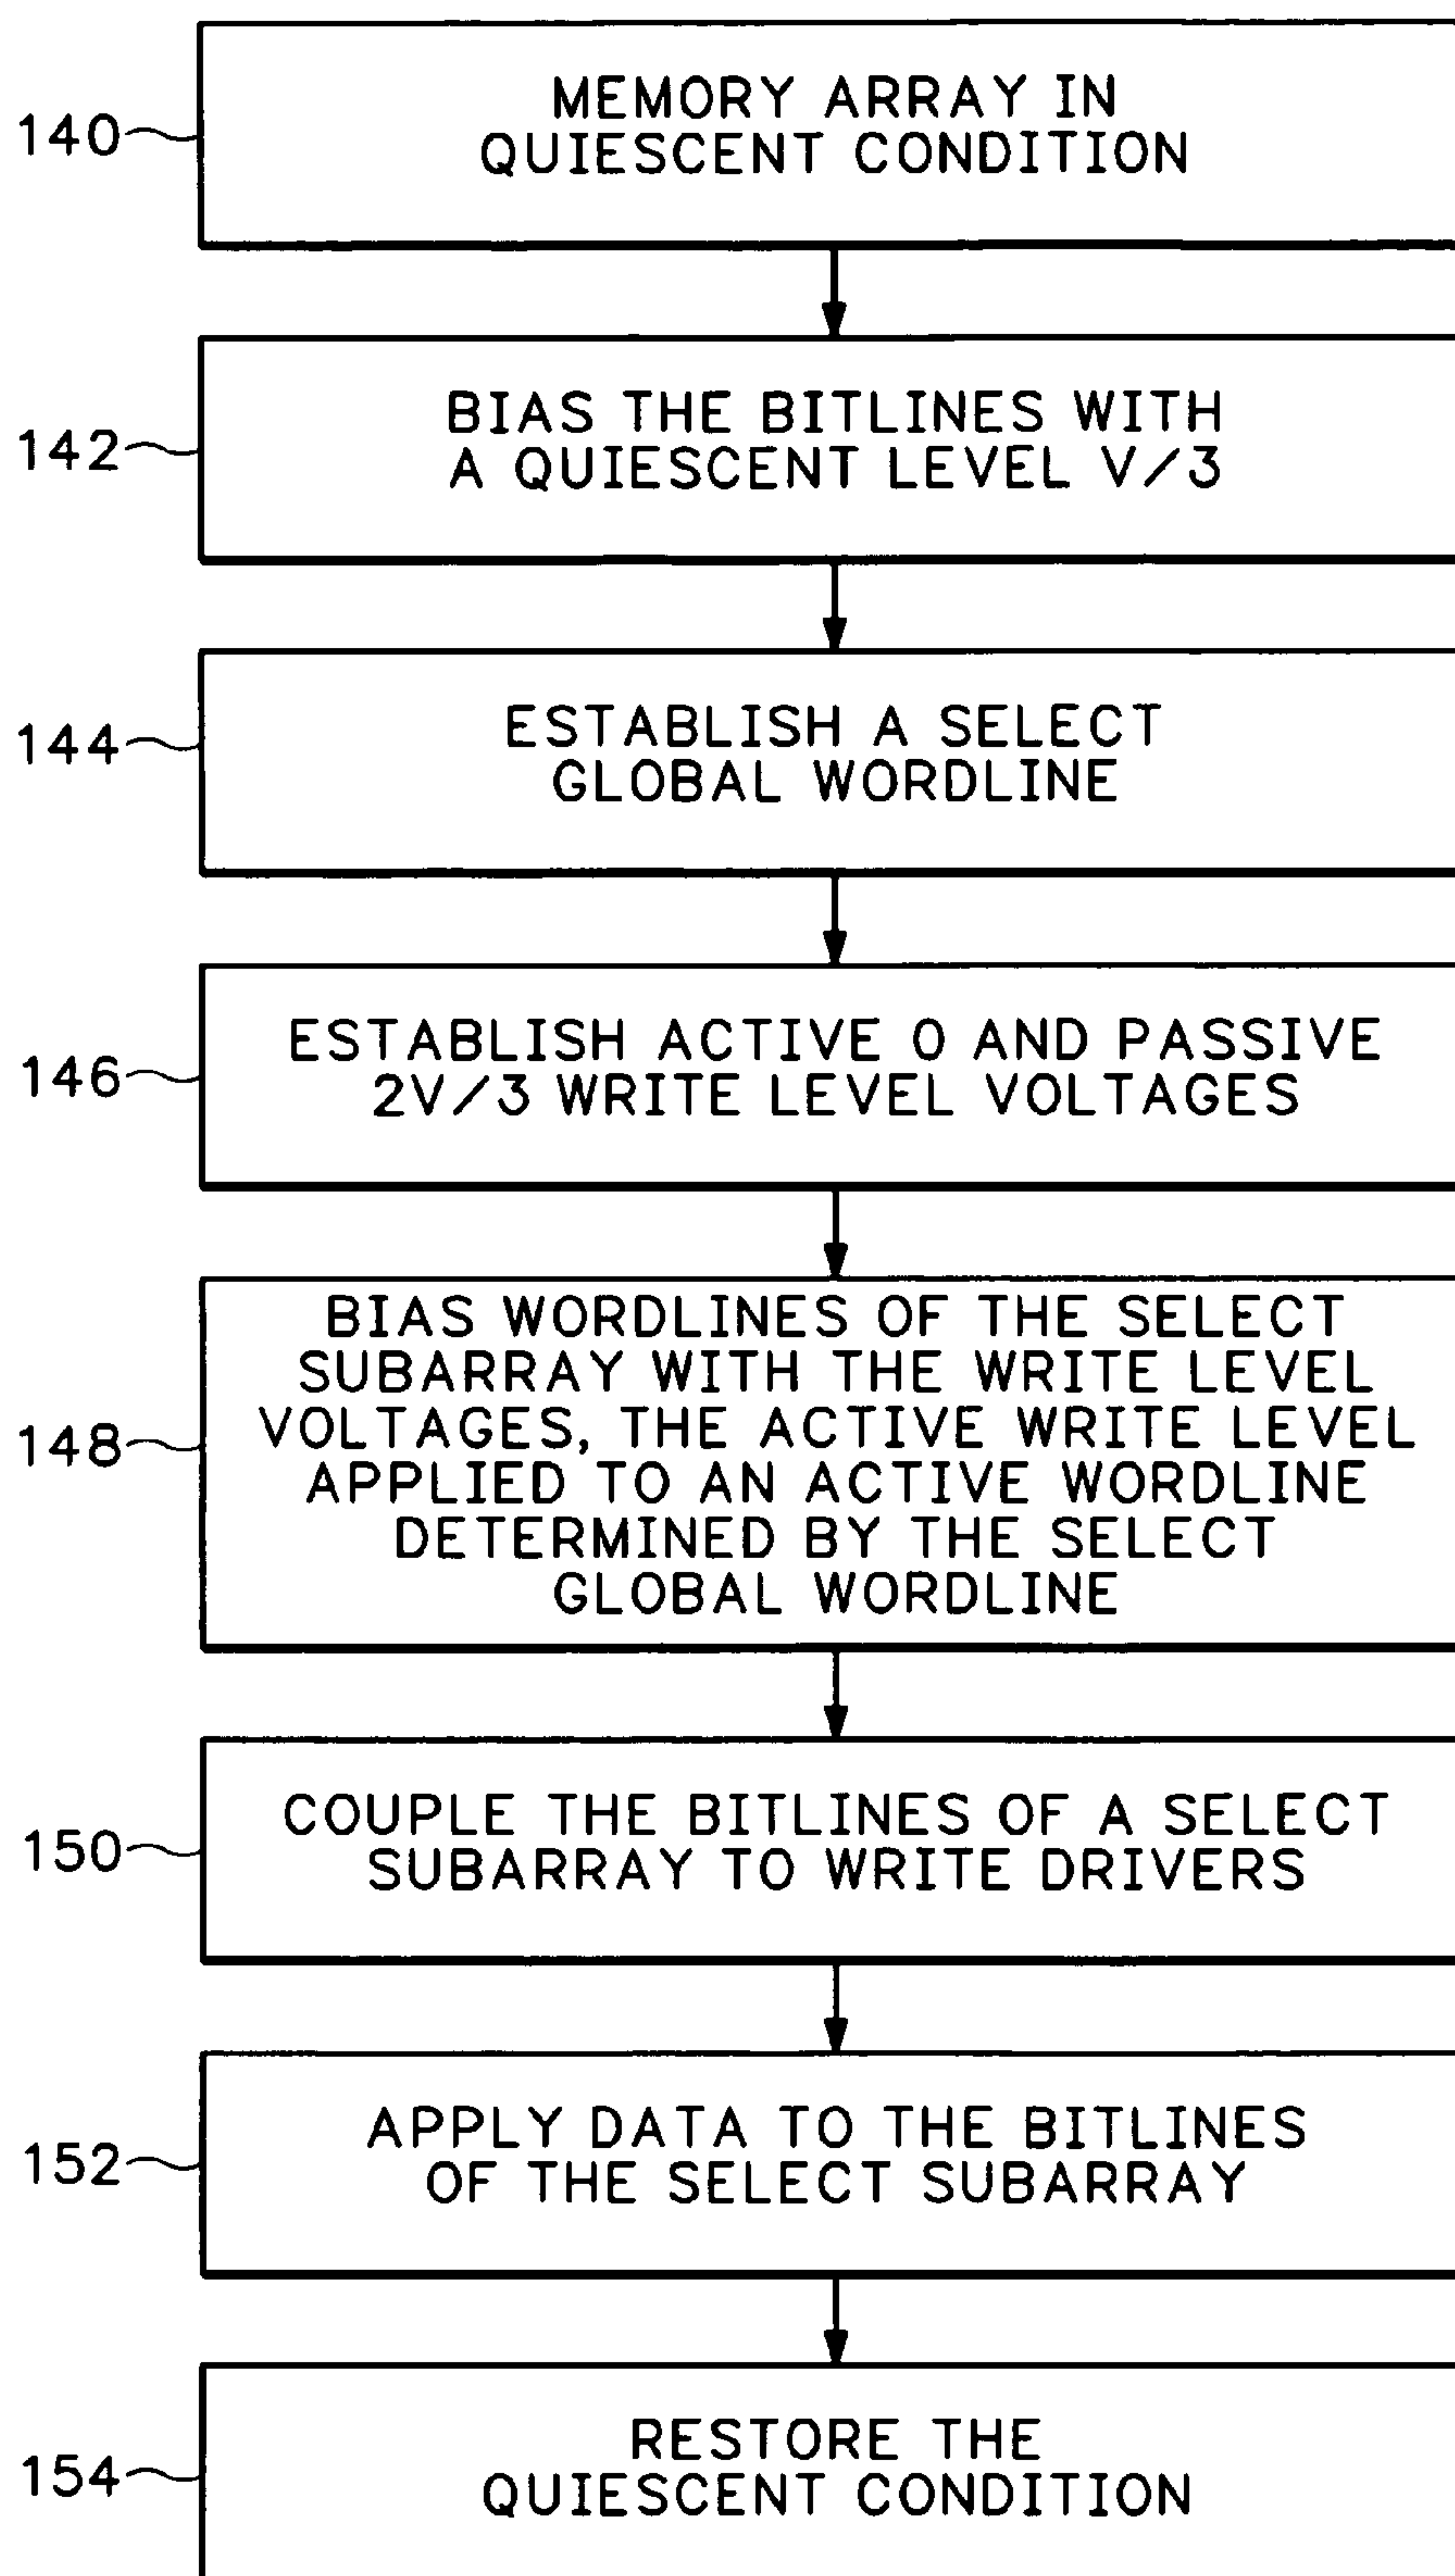 140
MEMORY ARRAY IN
QUIESCENT CONDITION
142
BIAS THE BITLINES WITH
A QUIESCENT LEVEL V/3
144
ESTABLISH A SELECT
GLOBAL WORDLINE
146
ESTABLISH ACTIVE 0 AND PASSIVE
2V/3 WRITE LEVEL VOLTAGES
148
BIAS WORDLINES OF THE SELECT
SUBARRAY WITH THE WRITE LEVEL
VOLTAGES, THE ACTIVE WRITE LEVEL
APPLIED TO AN ACTIVE WORDLINE
DETERMINED BY THE SELECT
GLOBAL WORDLINE
150
COUPLE THE BITLINES OF A SELECT
SUBARRAY TO WRITE DRIVERS
152
APPLY DATA TO THE BITLINES
OF THE SELECT SUBARRAY
154
RESTORE THE
QUIESCENT CONDITION